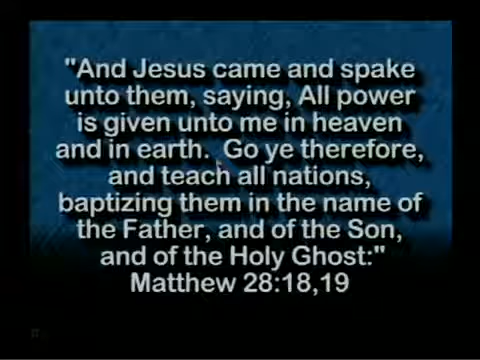 "And Jesus came and spake
unto them, saying, All power
is given unto me in heaven
and in earth.  Go ye therefore,
and teach all nations,
baptizing them in the name of
the Father, and of the Son,
and of the Holy Ghost:"
Matthew 28:18,19